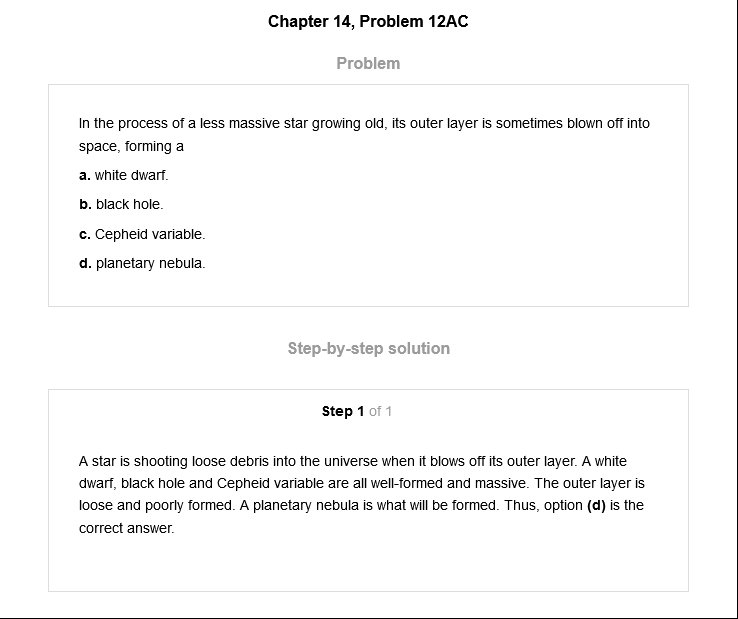 Chapter 14, Problem 12AC
Problem
In the process of a less massive star growing old, its outer layer is sometimes blown off into
space, forming a
a. white dwarf.
b. black hole.
c. Cepheid variable.
d. planetary nebula.
Step-by-step solution
Step 1 of 1
A star is shooting loose debris into the universe when it blows off its outer layer. A white
dwarf, black hole and Cepheid variable are all well-formed and massive. The outer layer is
loose and poorly formed. A planetary nebula is what will be formed. Thus, option (d) is the
correct answer.